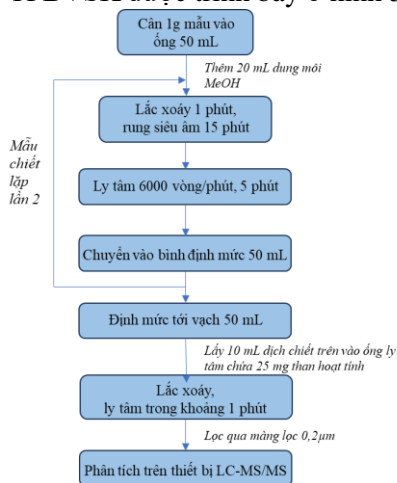 Cân 1g mẫu vào
ống 50 mL
Thêm 20 mL dung môi
MeOH
Lắc xoáy 1 phút,
rung siêu âm 15 phút
Mẫu
chiết
lặp
lần 2
Ly tâm 6000 vòng/phút, 5 phút
Chuyển vào bình định mức 50 mL
Định mức tới vạch 50 mL
Lấy 10 mL dịch chiết trên vào ống ly
tâm chứa 25 mg than hoạt tính
Lắc xoáy,
ly tâm trong khoảng 1 phút
Lọc qua màng lọc 0,2µm
Phân tích trên thiết bị LC-MS/MS